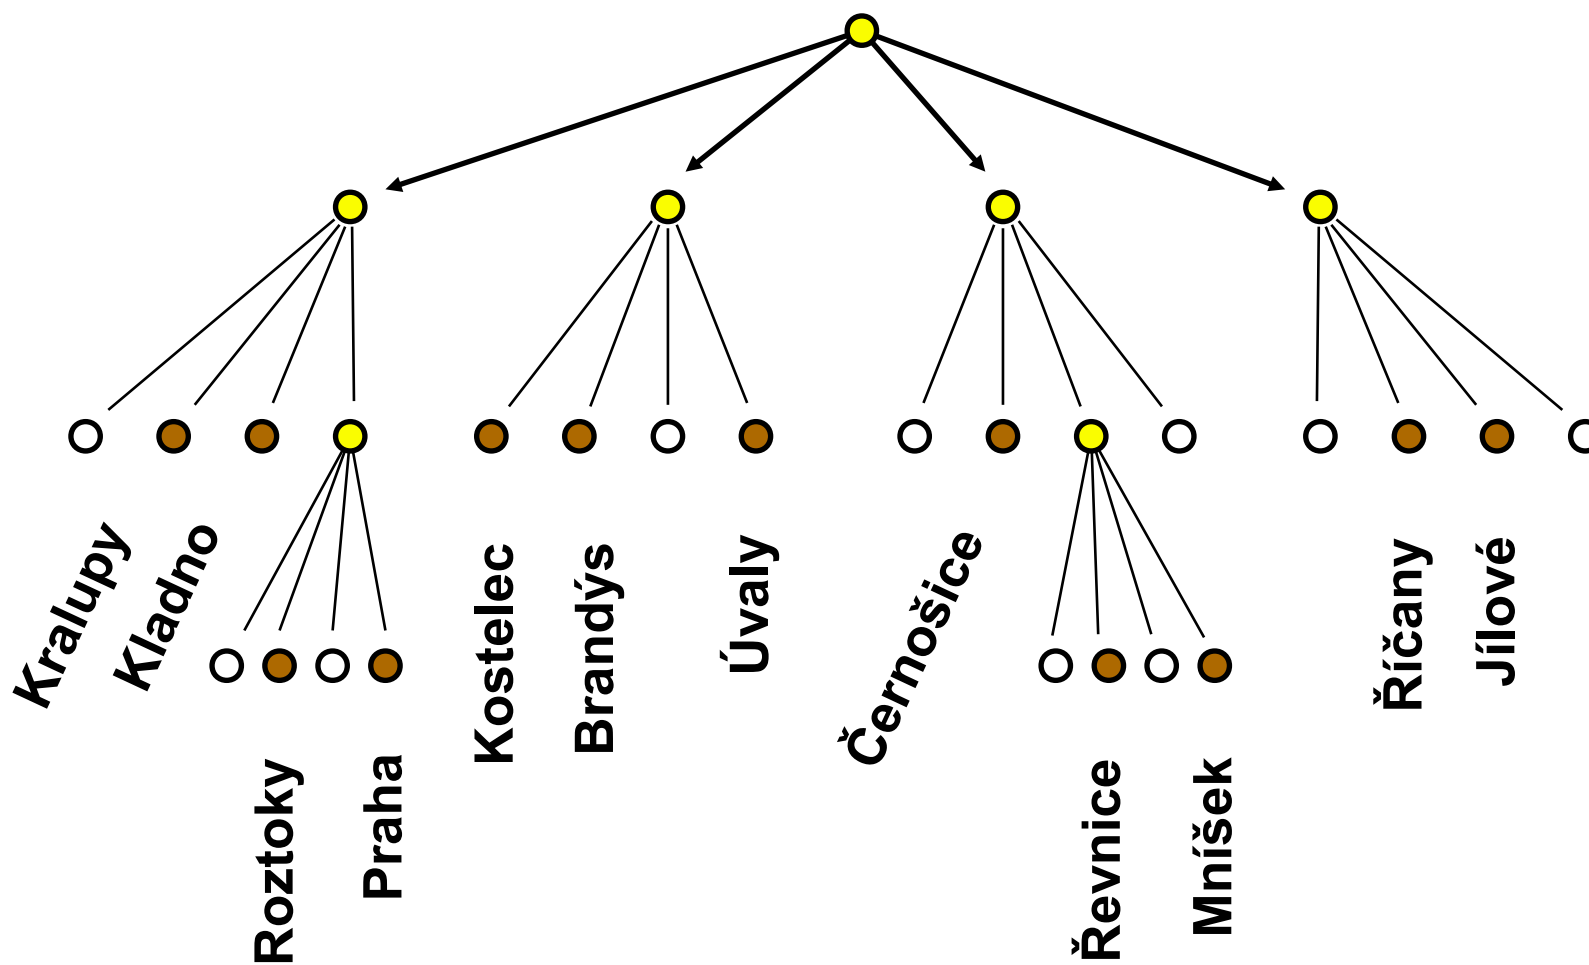 Kralupy
Kladno
Kostelec
Brandýs
Úvaly
Černošice
Říčany
Jílové
Roztoky
Praha
Řevnice
Mníšek